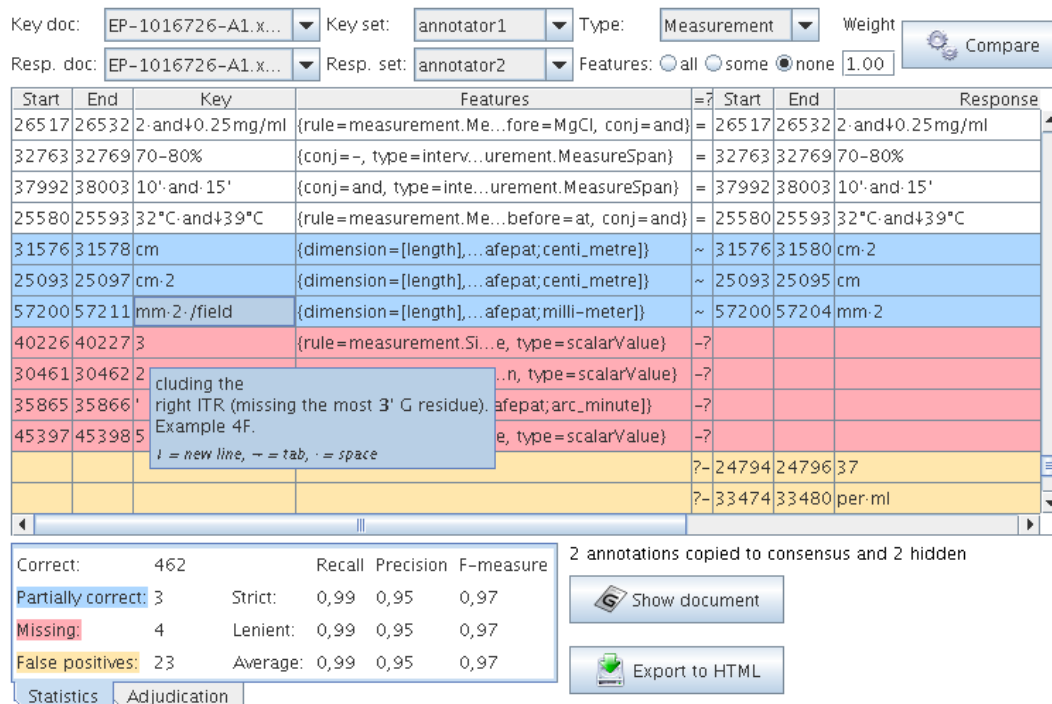 Key doc: EP-1016726-A1.x... Key set: annotator1 Type: Measurement Weight
Resp. doc: EP-1016726-A1.x... Resp. set: annotator2 Features: all some none 1.00 Compare
Start End Key Features =? Start End Response
26517 26532 2·and↓0.25mg/ml {rule=measurement.Me...fore=MgCl, conj=and} = 26517 26532 2·and↓0.25mg/ml
32763 32769 70-80% {conj=-, type=interv...urement.MeasureSpan} = 32763 32769 70-80%
37992 38003 10'·and·15' {conj=and, type=inte...urement.MeasureSpan} = 37992 38003 10'·and·15'
25580 25593 32°C·and↓39°C {rule=measurement.Me...before=at, conj=and} = 25580 25593 32°C·and↓39°C
31576 31578 cm {dimension=[length],...afepat;centi_metre]} ~ 31576 31580 cm·2
25093 25097 cm·2 {dimension=[length],...afepat;centi_metre]} ~ 25093 25095 cm
57200 57211 mm·2·/field {dimension=[length],...afepat;milli-meter]} ~ 57200 57204 mm·2
40226 40227 3 {rule=measurement.Si...e, type=scalarValue} -?
30461 30462 2 ...n, type=scalarValue} -?
35865 35866 ' afepat;arc_minute]} -?
45397 45398 5 e, type=scalarValue} -?
cluding the
right ITR (missing the most 3' G residue).
Example 4F.
↓ = new line, → = tab, · = space
?- 24794 24796 37
?- 33474 33480 per·ml
Correct: 462 Recall Precision F-measure
Partially correct: 3 Strict: 0,99 0,95 0,97
Missing: 4 Lenient: 0,99 0,95 0,97
False positives: 23 Average: 0,99 0,95 0,97
Statistics Adjudication
2 annotations copied to consensus and 2 hidden
Show document
Export to HTML